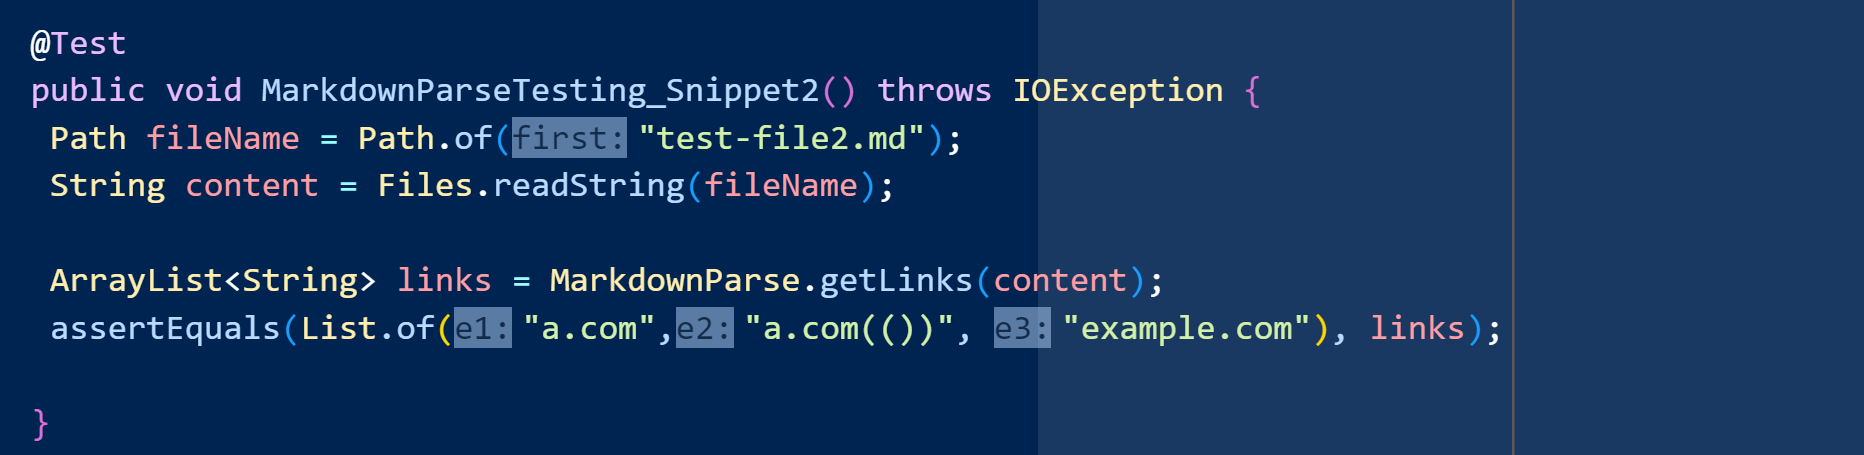 @Test
public void MarkdownParseTesting_Snippet2() throws IOException {
Path fileName = Path.of(first: "test-file2.md");
String content = Files.readString(fileName);
ArrayList<String> links = MarkdownParse.getLinks(content);
assertEquals(List.of(e1: "a.com",e2: "a.com(())", e3: "example.com"), links);
}